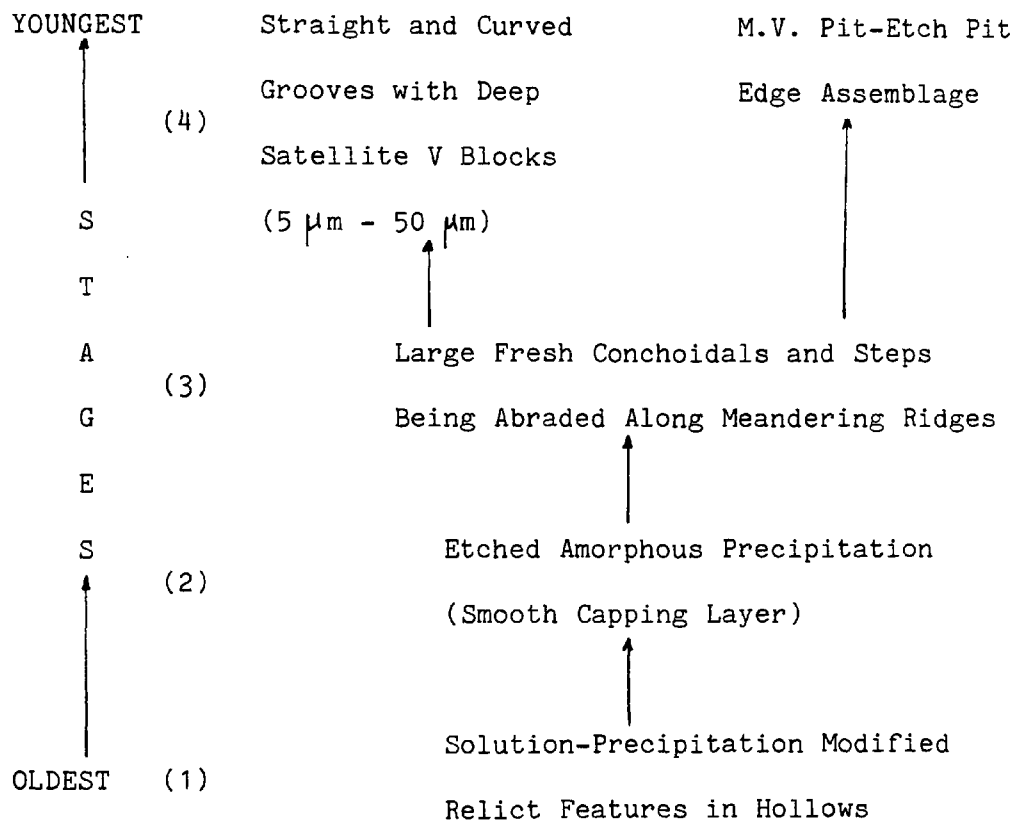 YOUNGEST
Straight and Curved
Grooves with Deep
Satellite V Blocks
(5 μm - 50 μm)
M.V. Pit-Etch Pit
Edge Assemblage
(4)
S
T
A
G
E
S
Large Fresh Conchoidals and Steps
Being Abraded Along Meandering Ridges
(3)
Etched Amorphous Precipitation
(Smooth Capping Layer)
(2)
Solution-Precipitation Modified
Relict Features in Hollows
OLDEST (1)